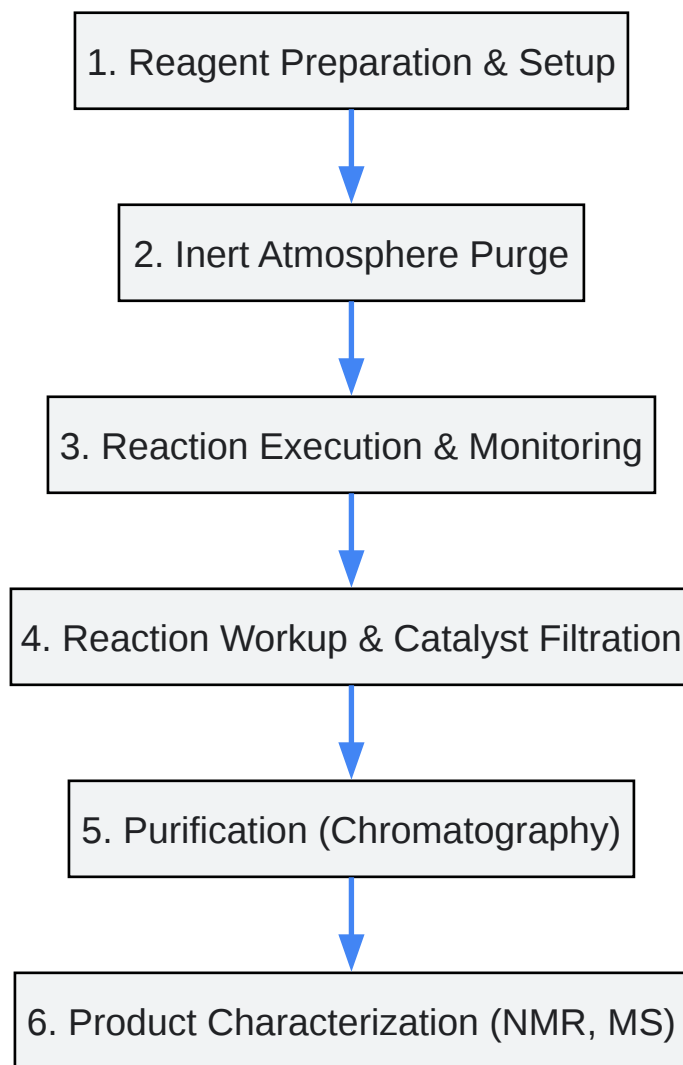 1. Reagent Preparation & Setup
2. Inert Atmosphere Purge
3. Reaction Execution & Monitoring
4. Reaction Workup & Catalyst Filtration
5. Purification (Chromatography)
6. Product Characterization (NMR, MS)